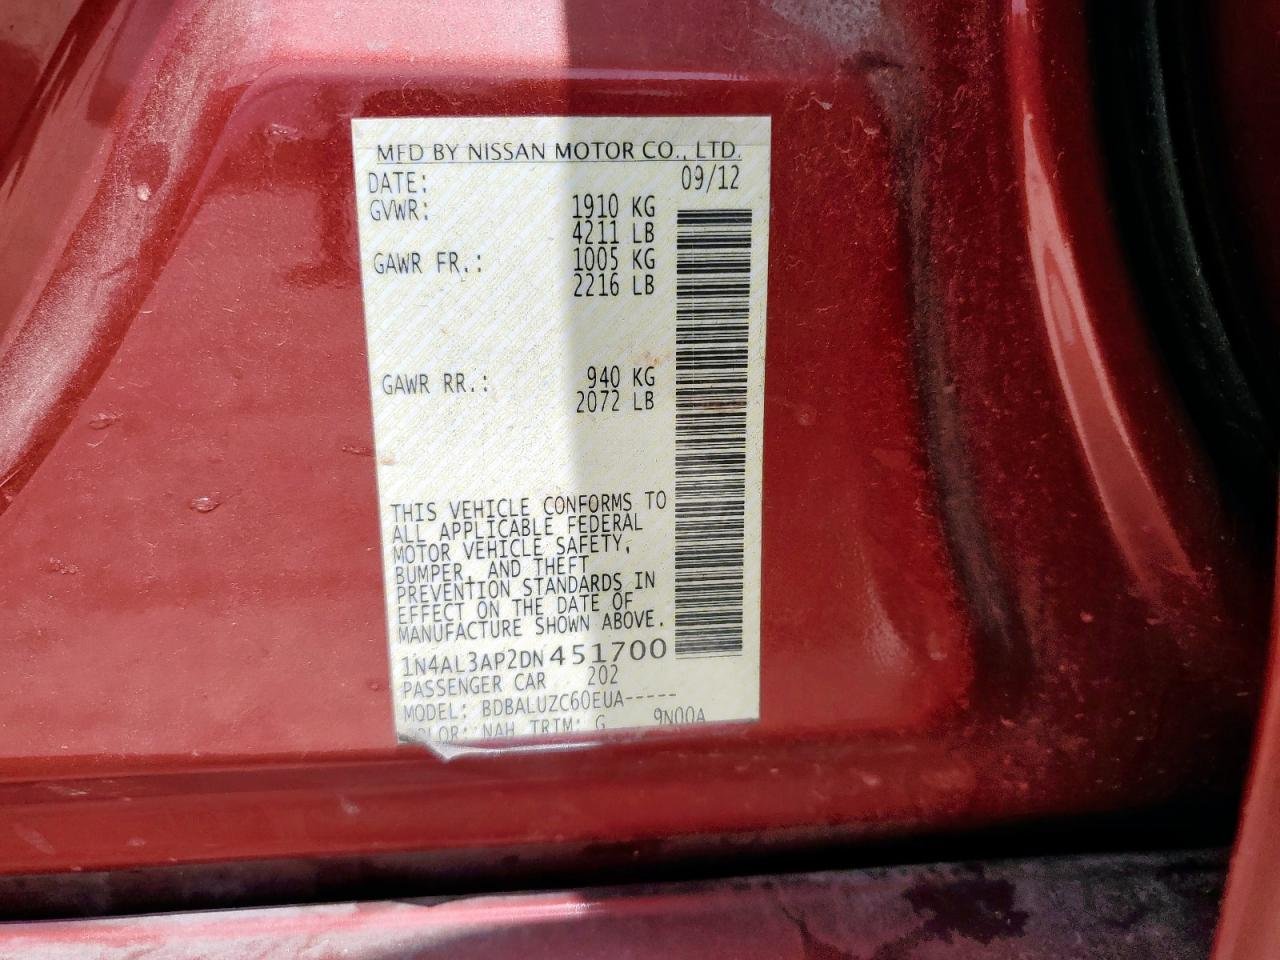 MFD BY NISSAN MOTOR CO., LTD.
DATE: 09/12
GVWR: 1910 KG
4211 LB
GAWR FR.: 1005 KG
2216 LB
GAWR RR.: 940 KG
2072 LB
THIS VEHICLE CONFORMS TO
ALL APPLICABLE FEDERAL
MOTOR VEHICLE SAFETY,
BUMPER, AND THEFT
PREVENTION STANDARDS IN
EFFECT ON THE DATE OF
MANUFACTURE SHOWN ABOVE.
1N4AL3AP2DN451700
PASSENGER CAR 202
MODEL: BDBALUZC60EUA-----
COLOR: NAH TRIM: G 9N00A